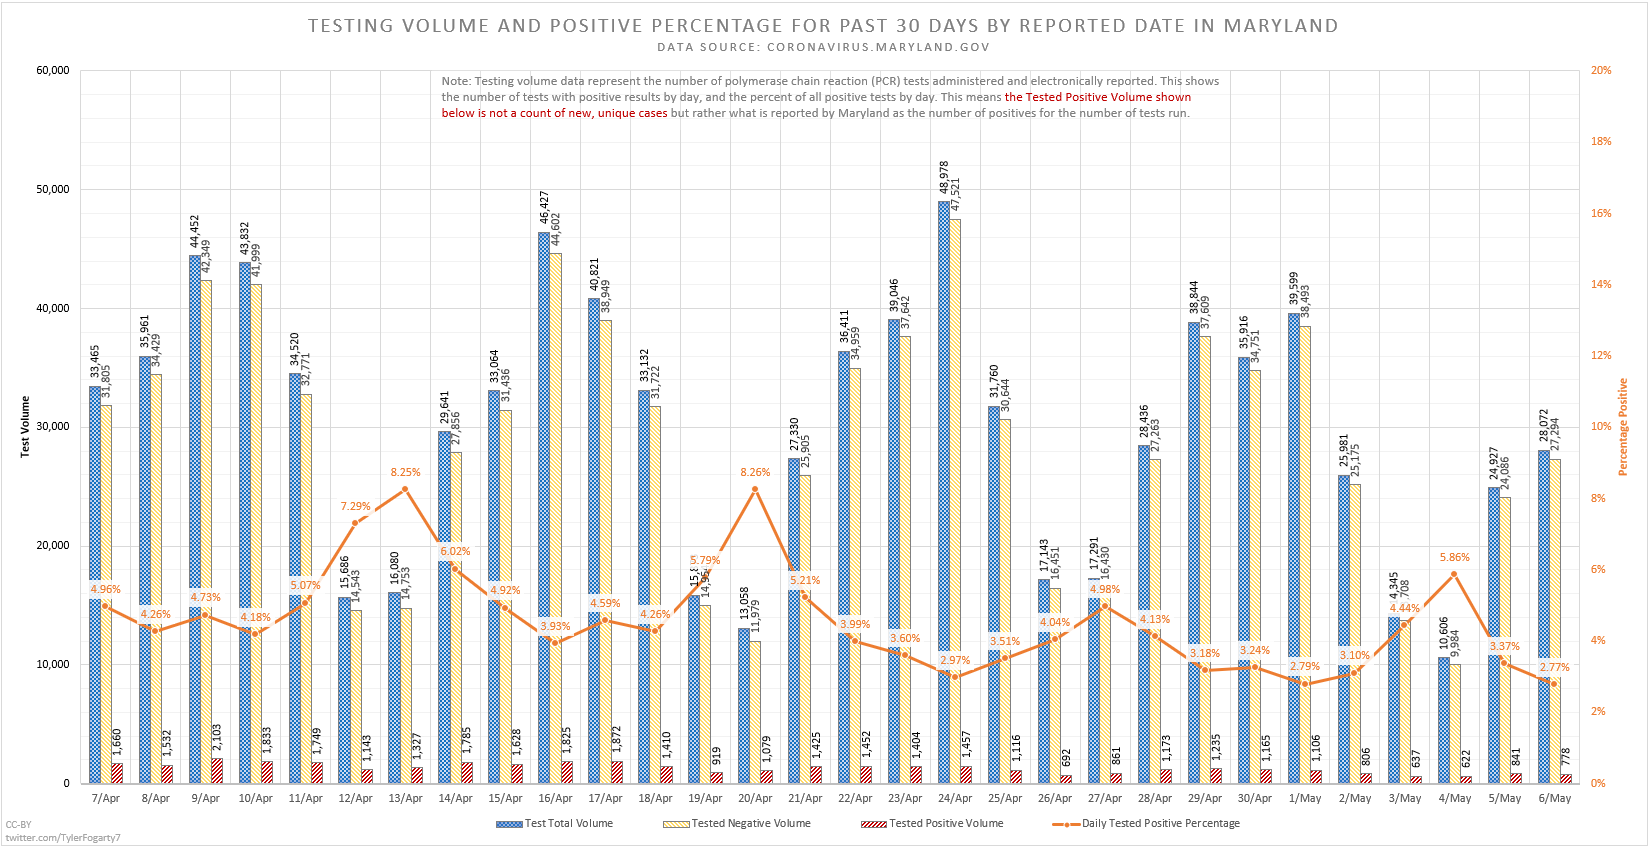 TESTING VOLUME AND POSITIVE PERCENTAGE FOR PAST 30 DAYS BY REPORTED DATE IN MARYLAND
DATA SOURCE: CORONAVIRUS.MARYLAND.GOV
Note: Testing volume data represent the number of polymerase chain reaction (PCR) tests administered and electronically reported. This shows
the number of tests with positive results by day, and the percent of all positive tests by day. This means the Tested Positive Volume shown
below is not a count of new, unique cases but rather what is reported by Maryland as the number of positives for the number of tests run.
Test Volume
60,000
50,000
40,000
30,000
20,000
10,000
0
Percentage Positive
20%
18%
16%
14%
12%
10%
8%
6%
4%
2%
0%
33,465 31,805 4.96% 1,660
35,961 34,429 4.26% 1,532
44,452 42,349 4.73% 2,103
43,832 41,999 4.18% 1,833
34,520 32,771 5.07% 1,749
15,686 14,543 7.29% 1,143
16,080 14,753 8.25% 1,327
29,641 27,856 6.02% 1,785
33,064 31,436 4.92% 1,628
46,427 44,602 3.93% 1,825
40,821 38,949 4.59% 1,872
33,132 31,722 4.26% 1,410
5.79% 919
13,058 11,979 8.26% 1,079
27,330 25,905 5.21% 1,425
36,411 34,959 3.99% 1,452
39,046 37,642 3.60% 1,404
48,978 47,521 2.97% 1,457
31,760 30,644 3.51% 1,116
17,143 16,451 4.04% 692
17,291 16,430 4.98% 861
28,436 27,263 4.13% 1,173
38,844 37,609 3.18% 1,235
35,916 34,751 3.24% 1,165
39,599 38,493 2.79% 1,106
25,981 25,175 3.10% 806
4.44% 637
10,606 9,984 5.86% 622
24,927 24,086 3.37% 841
28,072 27,294 2.77% 778
7/Apr 8/Apr 9/Apr 10/Apr 11/Apr 12/Apr 13/Apr 14/Apr 15/Apr 16/Apr 17/Apr 18/Apr 19/Apr 20/Apr 21/Apr 22/Apr 23/Apr 24/Apr 25/Apr 26/Apr 27/Apr 28/Apr 29/Apr 30/Apr 1/May 2/May 3/May 4/May 5/May 6/May
Test Total Volume Tested Negative Volume Tested Positive Volume Daily Tested Positive Percentage
CC-BY
twitter.com/TylerFogarty7